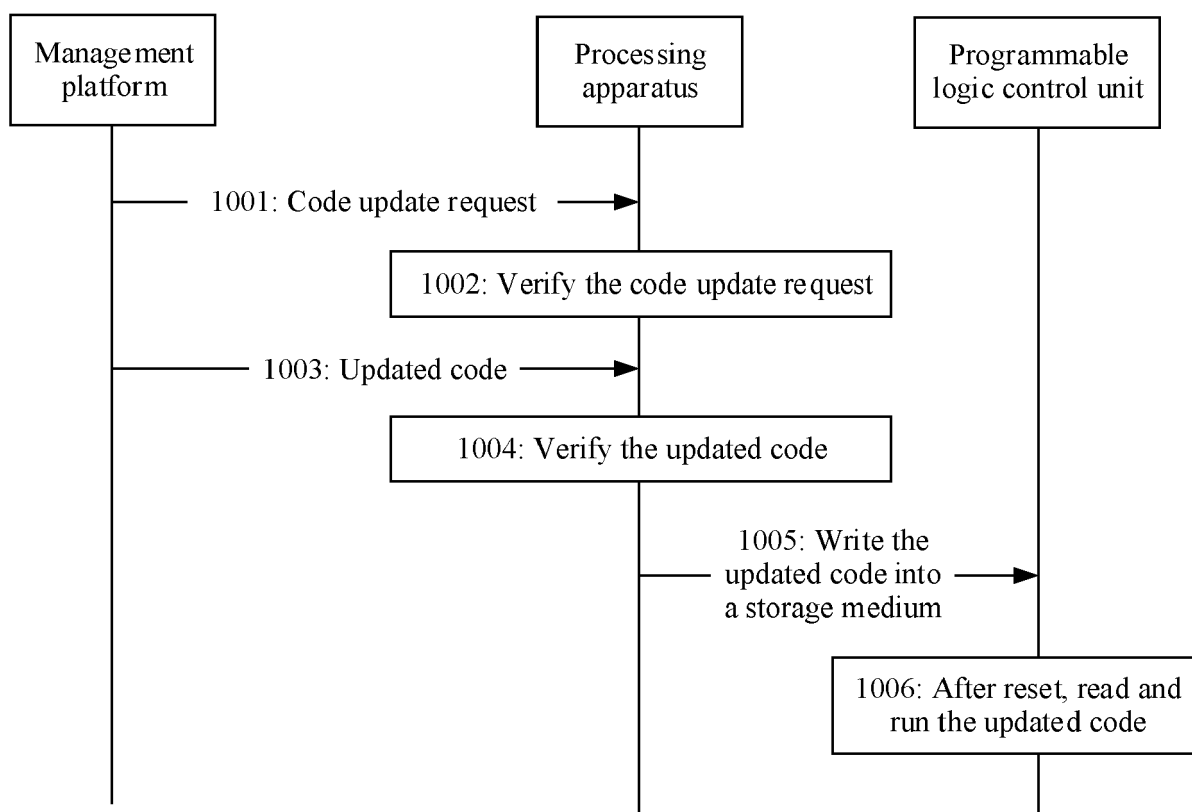 Management
platform
Processing
apparatus
Programmable
logic control unit
1001: Code update request
1002: Verify the code update request
1003: Updated code
1004: Verify the updated code
1005: Write the
updated code into
a storage medium
1006: After reset, read and
run the updated code